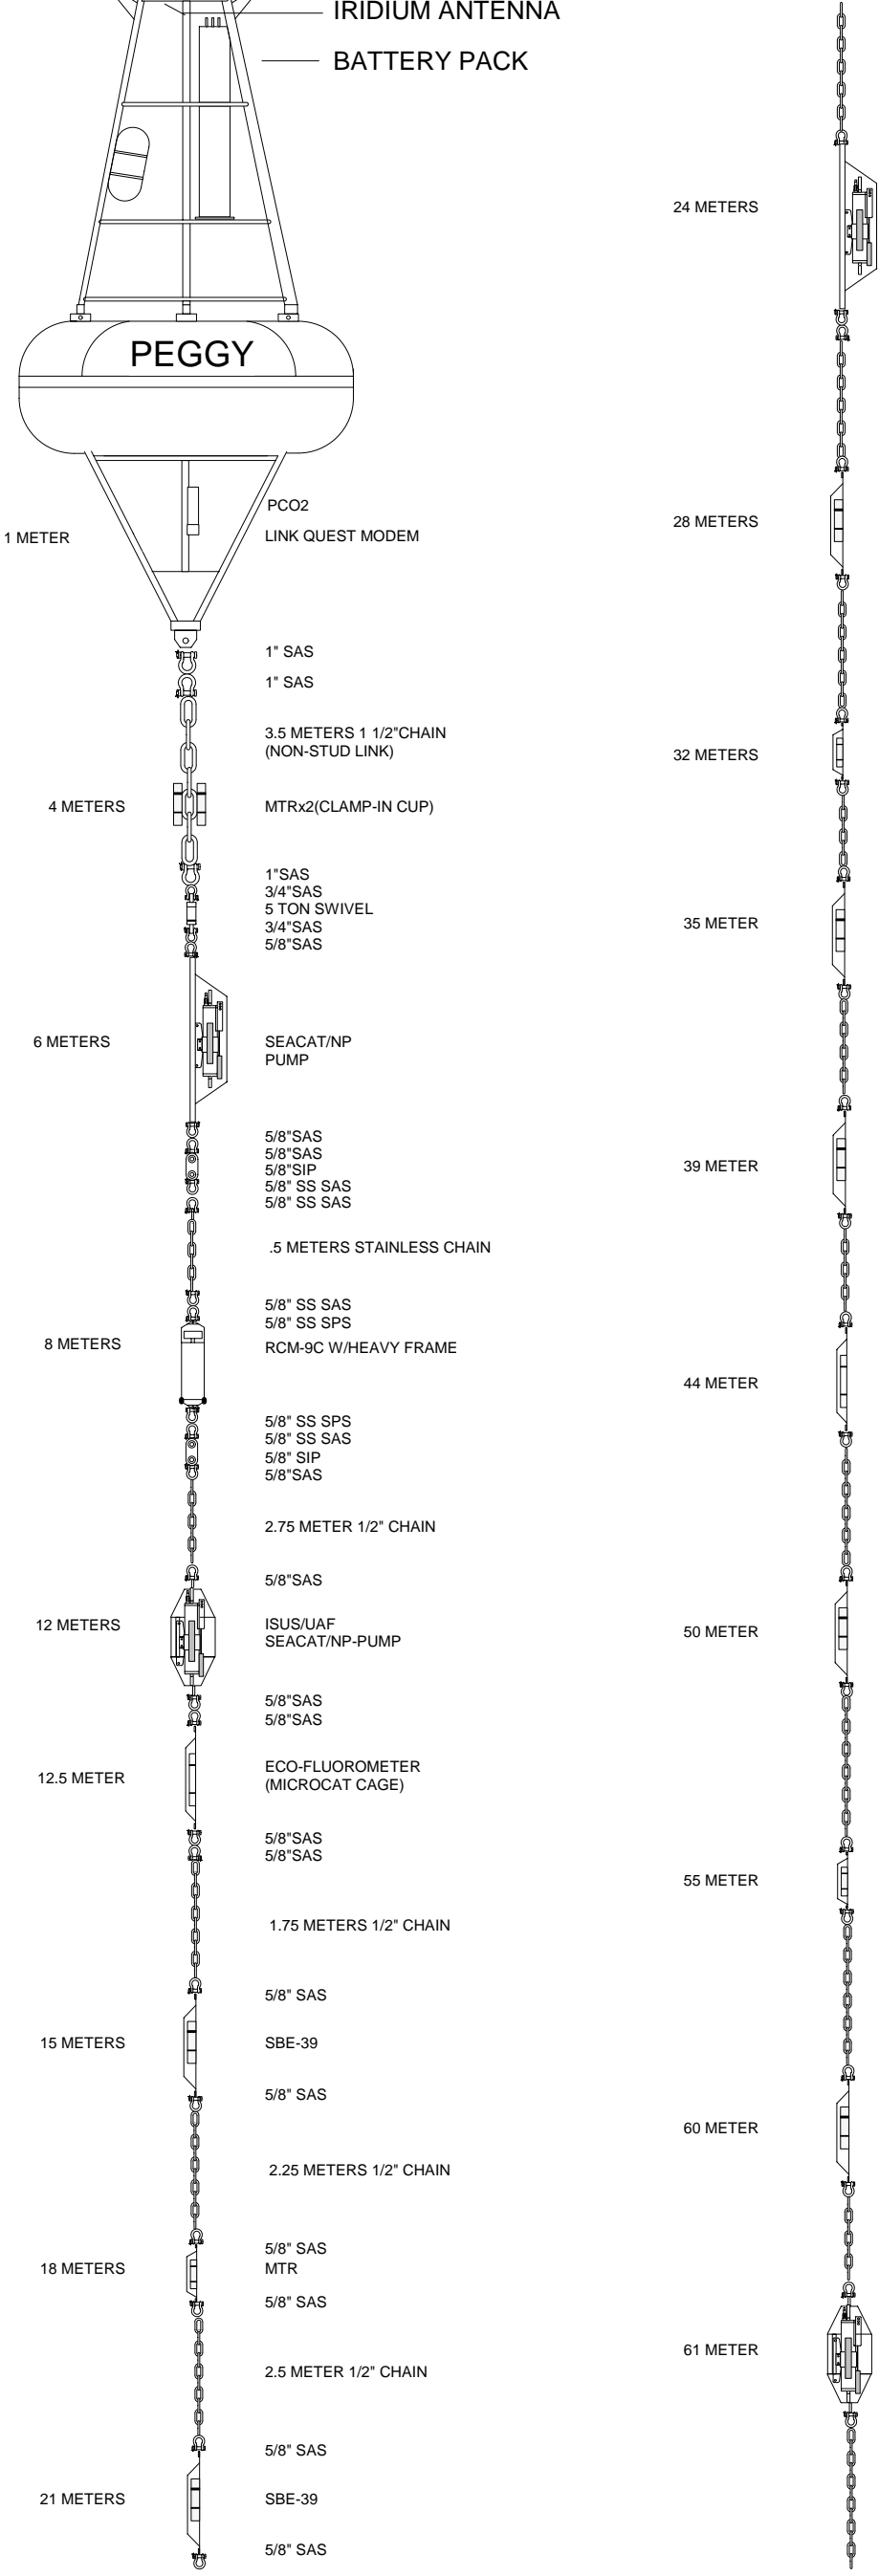 IRIDIUM ANTENNA
BATTERY PACK
PEGGY
PCO2
1 METER
LINK QUEST MODEM
1" SAS
1" SAS
3.5 METERS 1 1/2"CHAIN
(NON-STUD LINK)
4 METERS
MTRx2(CLAMP-IN CUP)
1"SAS
3/4"SAS
5 TON SWIVEL
3/4"SAS
5/8"SAS
6 METERS
SEACAT/NP
PUMP
5/8"SAS
5/8"SAS
5/8"SIP
5/8" SS SAS
5/8" SS SAS
.5 METERS STAINLESS CHAIN
5/8" SS SAS
5/8" SS SPS
8 METERS
RCM-9C W/HEAVY FRAME
5/8" SS SPS
5/8" SS SAS
5/8" SIP
5/8"SAS
2.75 METER 1/2" CHAIN
5/8"SAS
12 METERS
ISUS/UAF
SEACAT/NP-PUMP
5/8"SAS
5/8"SAS
12.5 METER
ECO-FLUOROMETER
(MICROCAT CAGE)
5/8"SAS
5/8"SAS
1.75 METERS 1/2" CHAIN
5/8" SAS
15 METERS
SBE-39
5/8" SAS
2.25 METERS 1/2" CHAIN
5/8" SAS
18 METERS
MTR
5/8" SAS
2.5 METER 1/2" CHAIN
5/8" SAS
21 METERS
SBE-39
5/8" SAS
24 METERS
28 METERS
32 METERS
35 METER
39 METER
44 METER
50 METER
55 METER
60 METER
61 METER